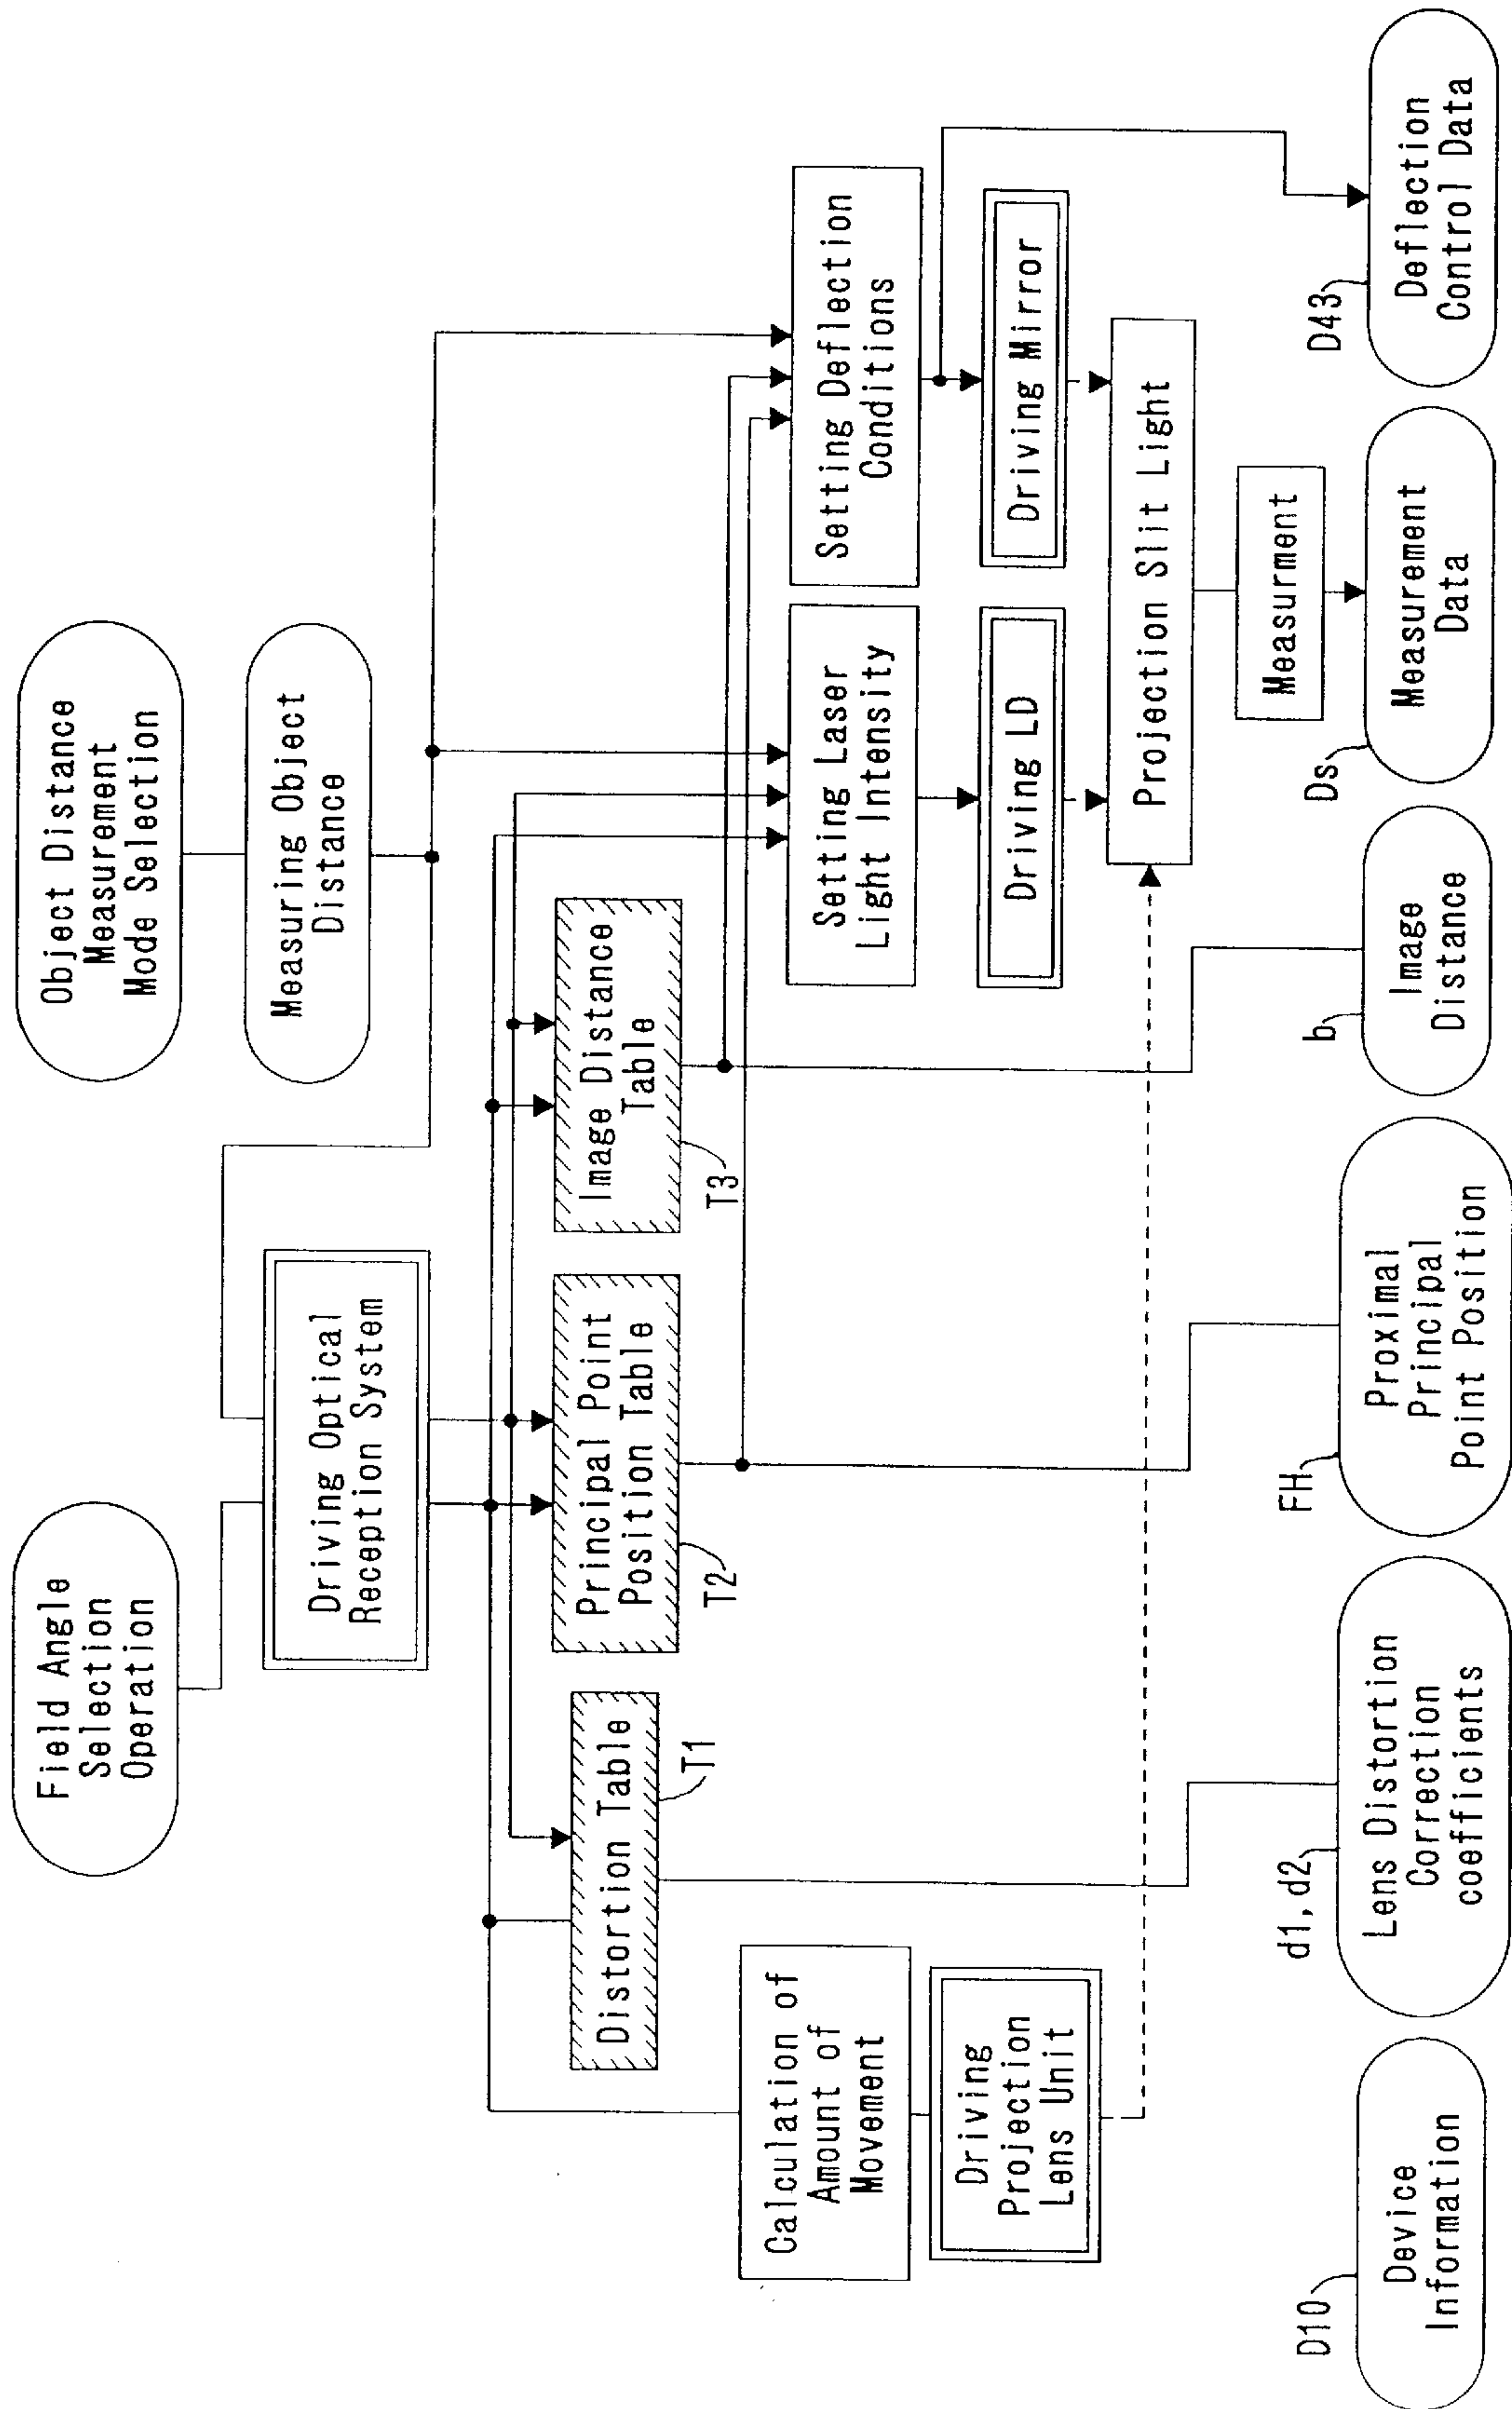 Field Angle
Selection
Operation
Object Distance
Measurement
Mode Selection
Measuring Object
Distance
Driving Optical
Reception System
Distortion Table
T1
Principal Point
Position Table
T2
Image Distance
Table
T3
Calculation of
Amount of
Movement
Driving
Projection
Lens Unit
Setting Laser
Light Intensity
Setting Deflection
Conditions
Driving LD
Driving Mirror
Projection Slit Light
Measurment
D10
Device
Information
d1, d2
Lens Distortion
Correction
coefficients
FH
Proximal
Principal
Point Position
b
Image
Distance
Ds
Measurement
Data
D43
Deflection
Control Data